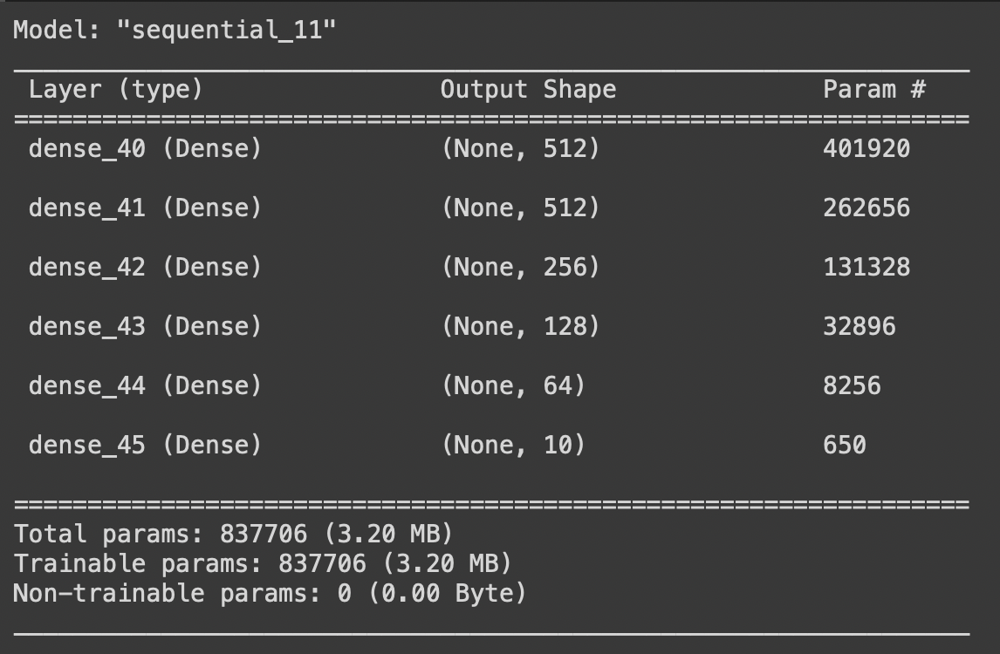 Model: "sequential_11"
Layer (type) Output Shape Param #
dense_40 (Dense) (None, 512) 401920
dense_41 (Dense) (None, 512) 262656
dense_42 (Dense) (None, 256) 131328
dense_43 (Dense) (None, 128) 32896
dense_44 (Dense) (None, 64) 8256
dense_45 (Dense) (None, 10) 650
Total params: 837706 (3.20 MB)
Trainable params: 837706 (3.20 MB)
Non-trainable params: 0 (0.00 Byte)